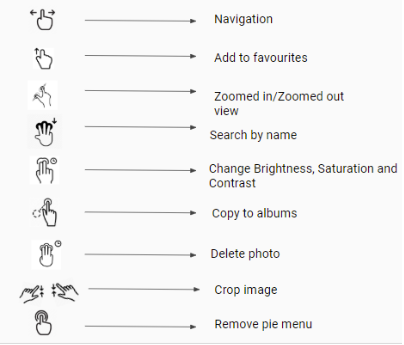 Navigation
Add to favourites
Zoomed in/Zoomed out
view
Search by name
Change Brightness, Saturation and
Contrast
Copy to albums
Delete photo
Crop image
Remove pie menu